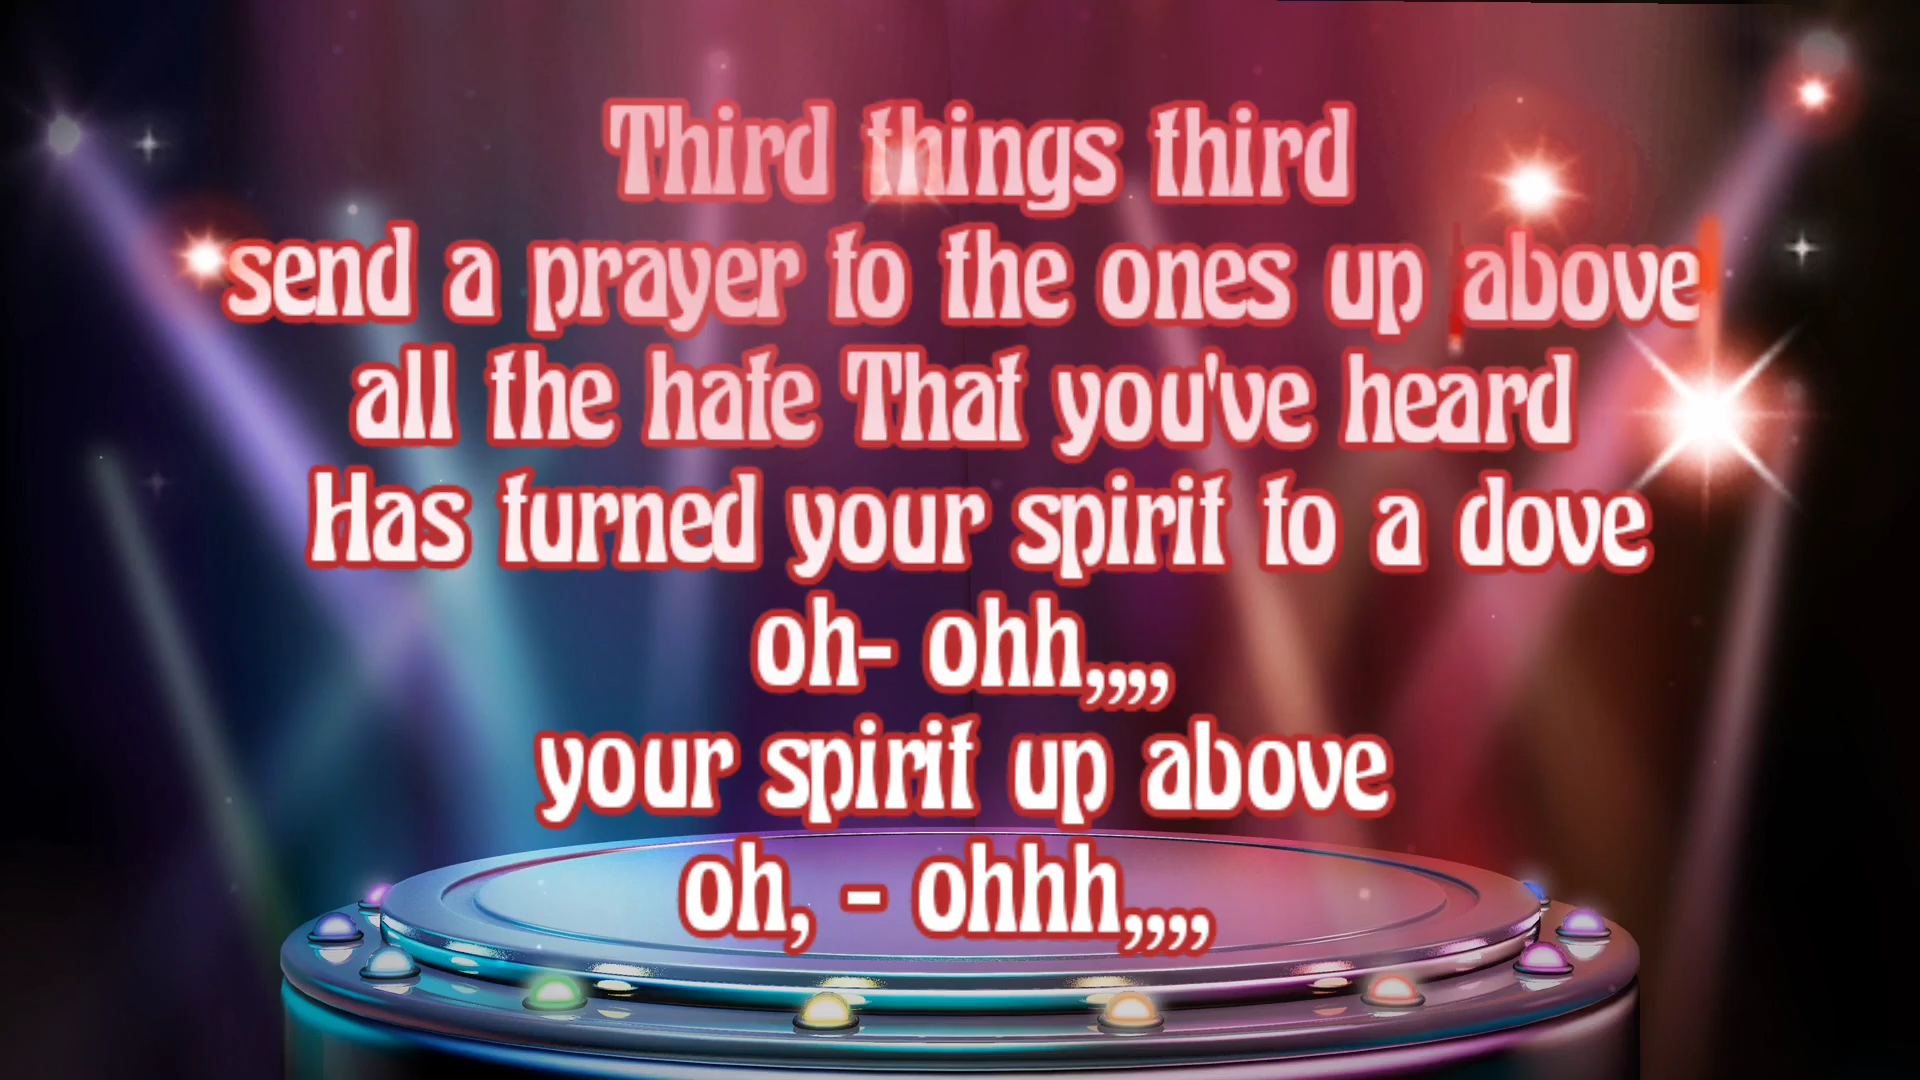 Third things third
send a prayer to the ones up above
all the hate That you've heard
Has turned your spirit to a dove
oh- ohh,,,,
your spirit up above
oh, - ohhh,,,,